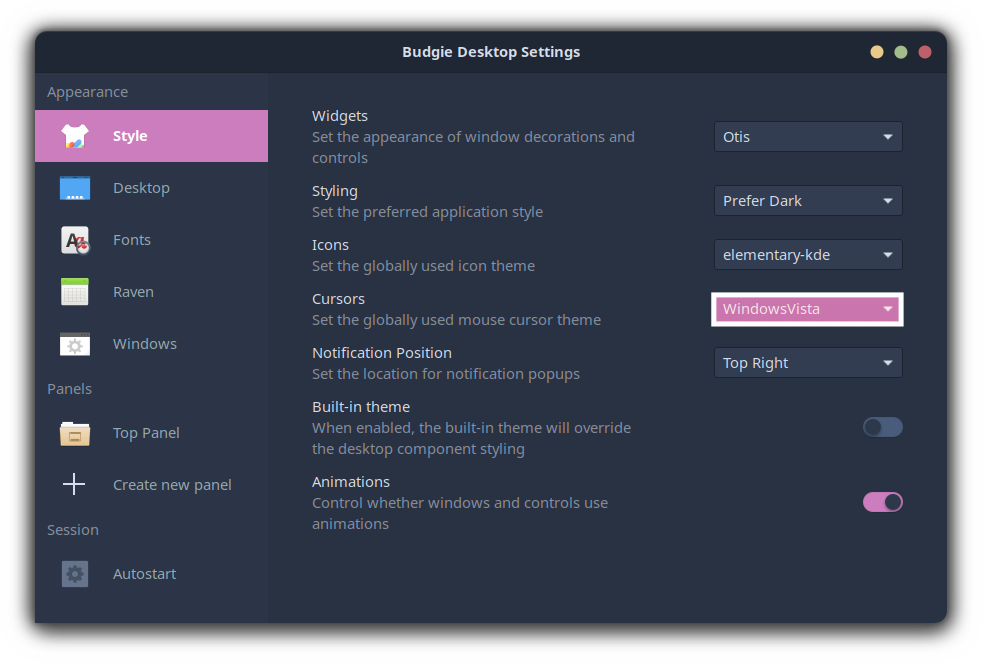 Budgie Desktop Settings
Appearance
Style
Desktop
Fonts
Raven
Windows
Panels
Top Panel
Create new panel
Session
Autostart
Widgets
Set the appearance of window decorations and
controls
Otis
Styling
Set the preferred application style
Prefer Dark
Icons
Set the globally used icon theme
elementary-kde
Cursors
Set the globally used mouse cursor theme
WindowsVista
Notification Position
Set the location for notification popups
Top Right
Built-in theme
When enabled, the built-in theme will override
the desktop component styling
Animations
Control whether windows and controls use
animations